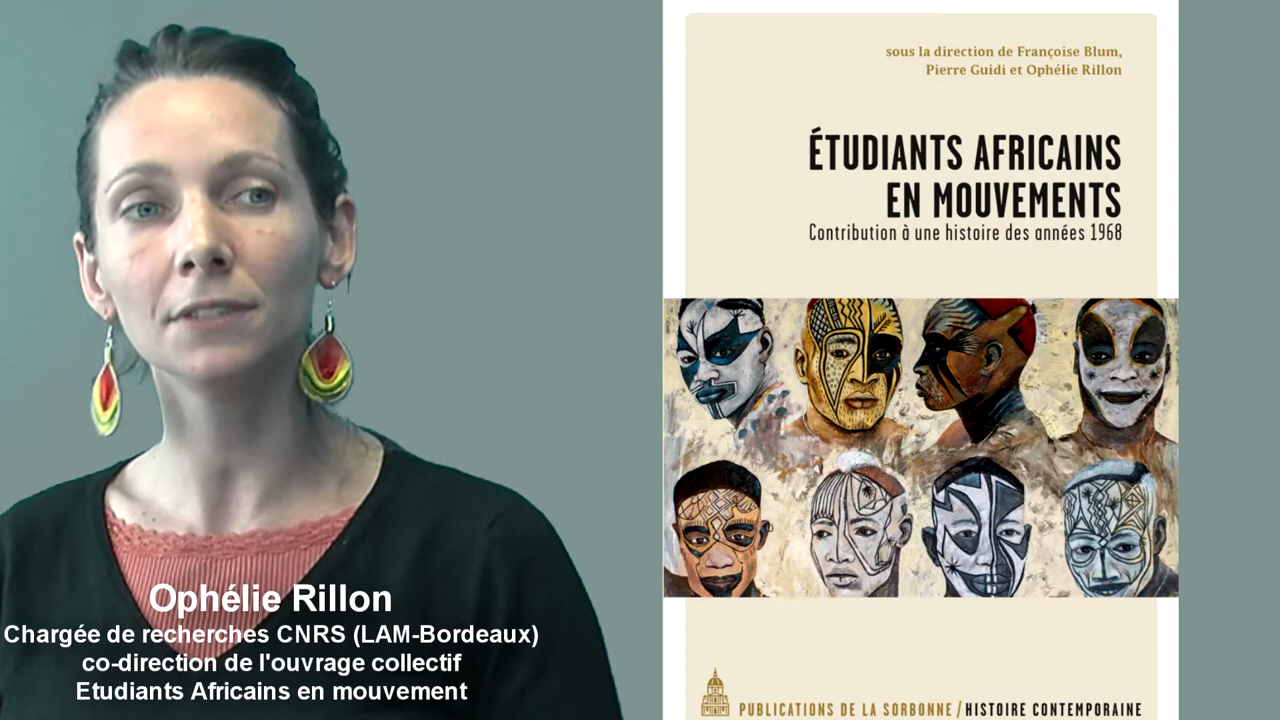 Ophélie Rillon
Chargée de recherches CNRS (LAM-Bordeaux)
co-direction de l'ouvrage collectif
Etudiants Africains en mouvement
sous la direction de Françoise Blum,
Pierre Guidi et Ophélie Rillon
ÉTUDIANTS AFRICAINS
EN MOUVEMENTS
Contribution à une histoire des années 1968
PUBLICATIONS DE LA SORBONNE / HISTOIRE CONTEMPORAINE